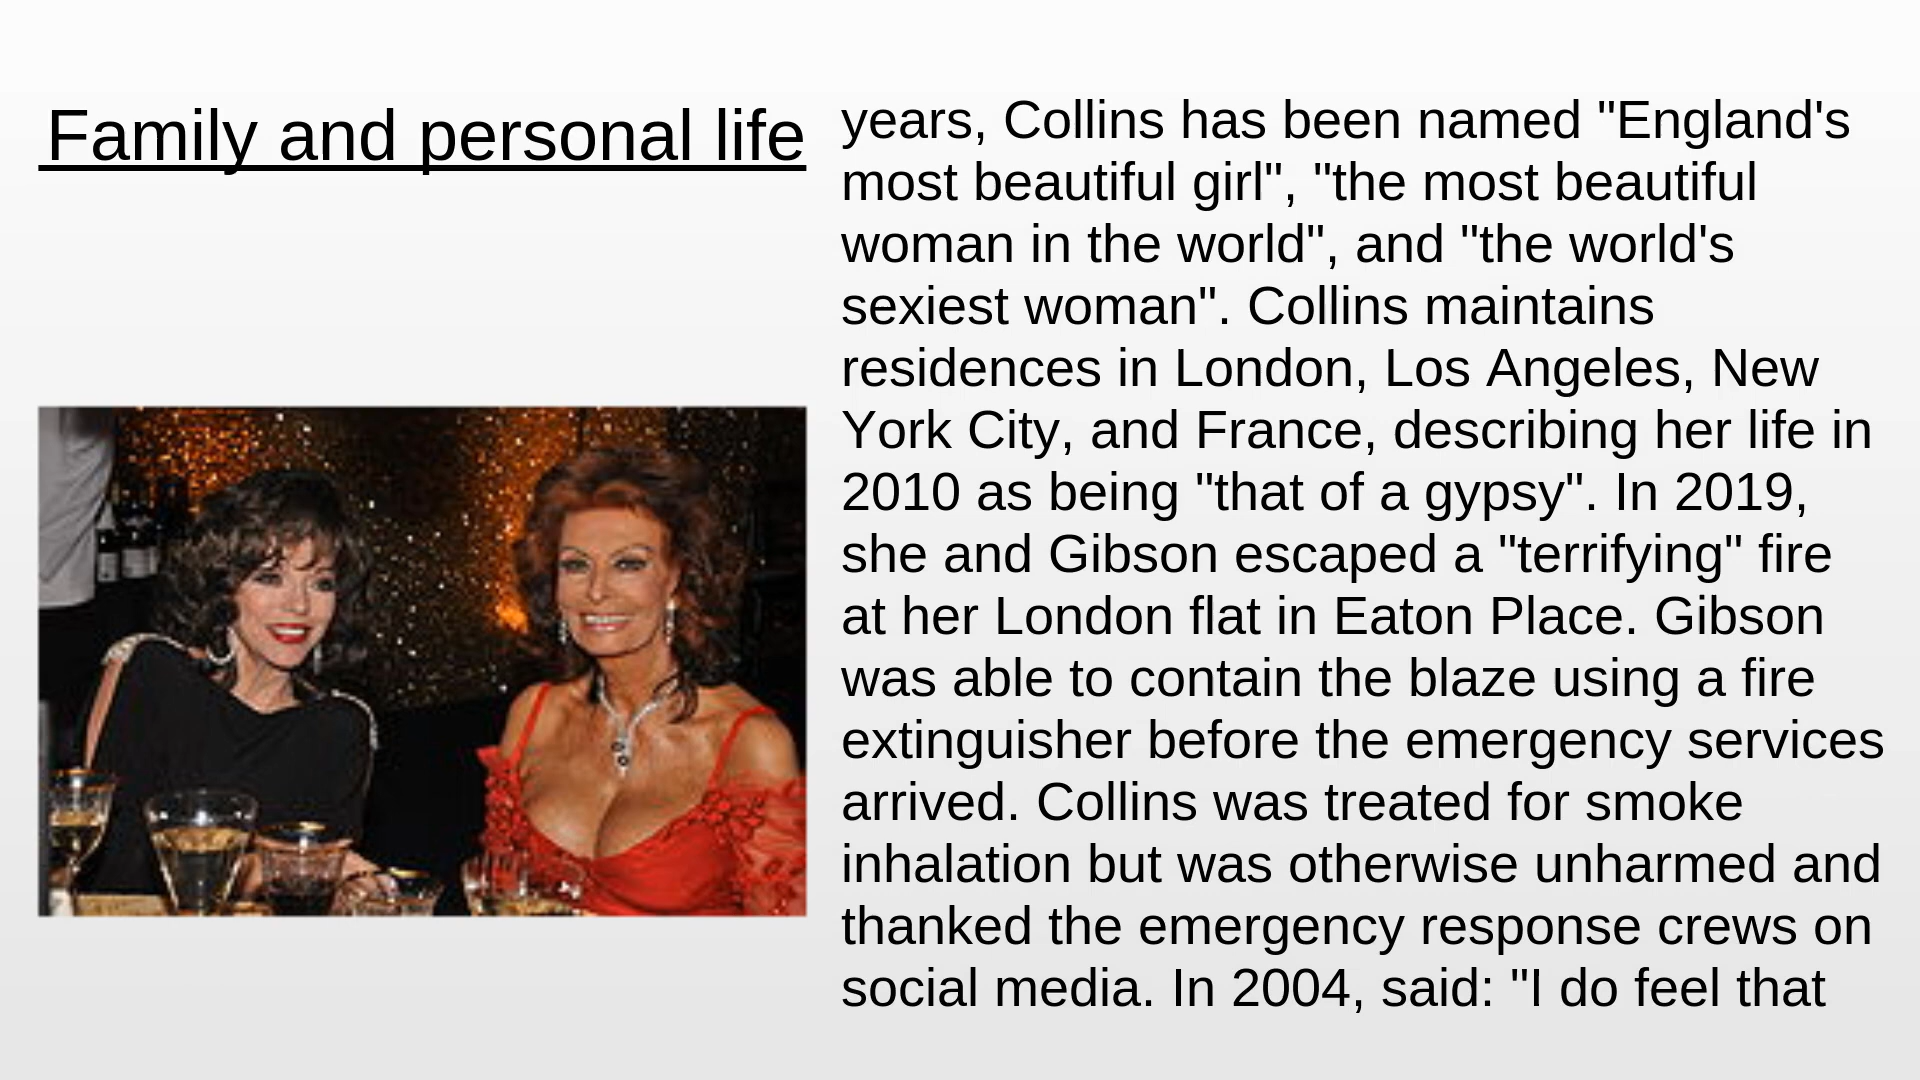 Family and personal life
years, Collins has been named "England's
most beautiful girl", "the most beautiful
woman in the world", and "the world's
sexiest woman". Collins maintains
residences in London, Los Angeles, New
York City, and France, describing her life in
2010 as being "that of a gypsy". In 2019,
she and Gibson escaped a "terrifying" fire
at her London flat in Eaton Place. Gibson
was able to contain the blaze using a fire
extinguisher before the emergency services
arrived. Collins was treated for smoke
inhalation but was otherwise unharmed and
thanked the emergency response crews on
social media. In 2004, said: "I do feel that